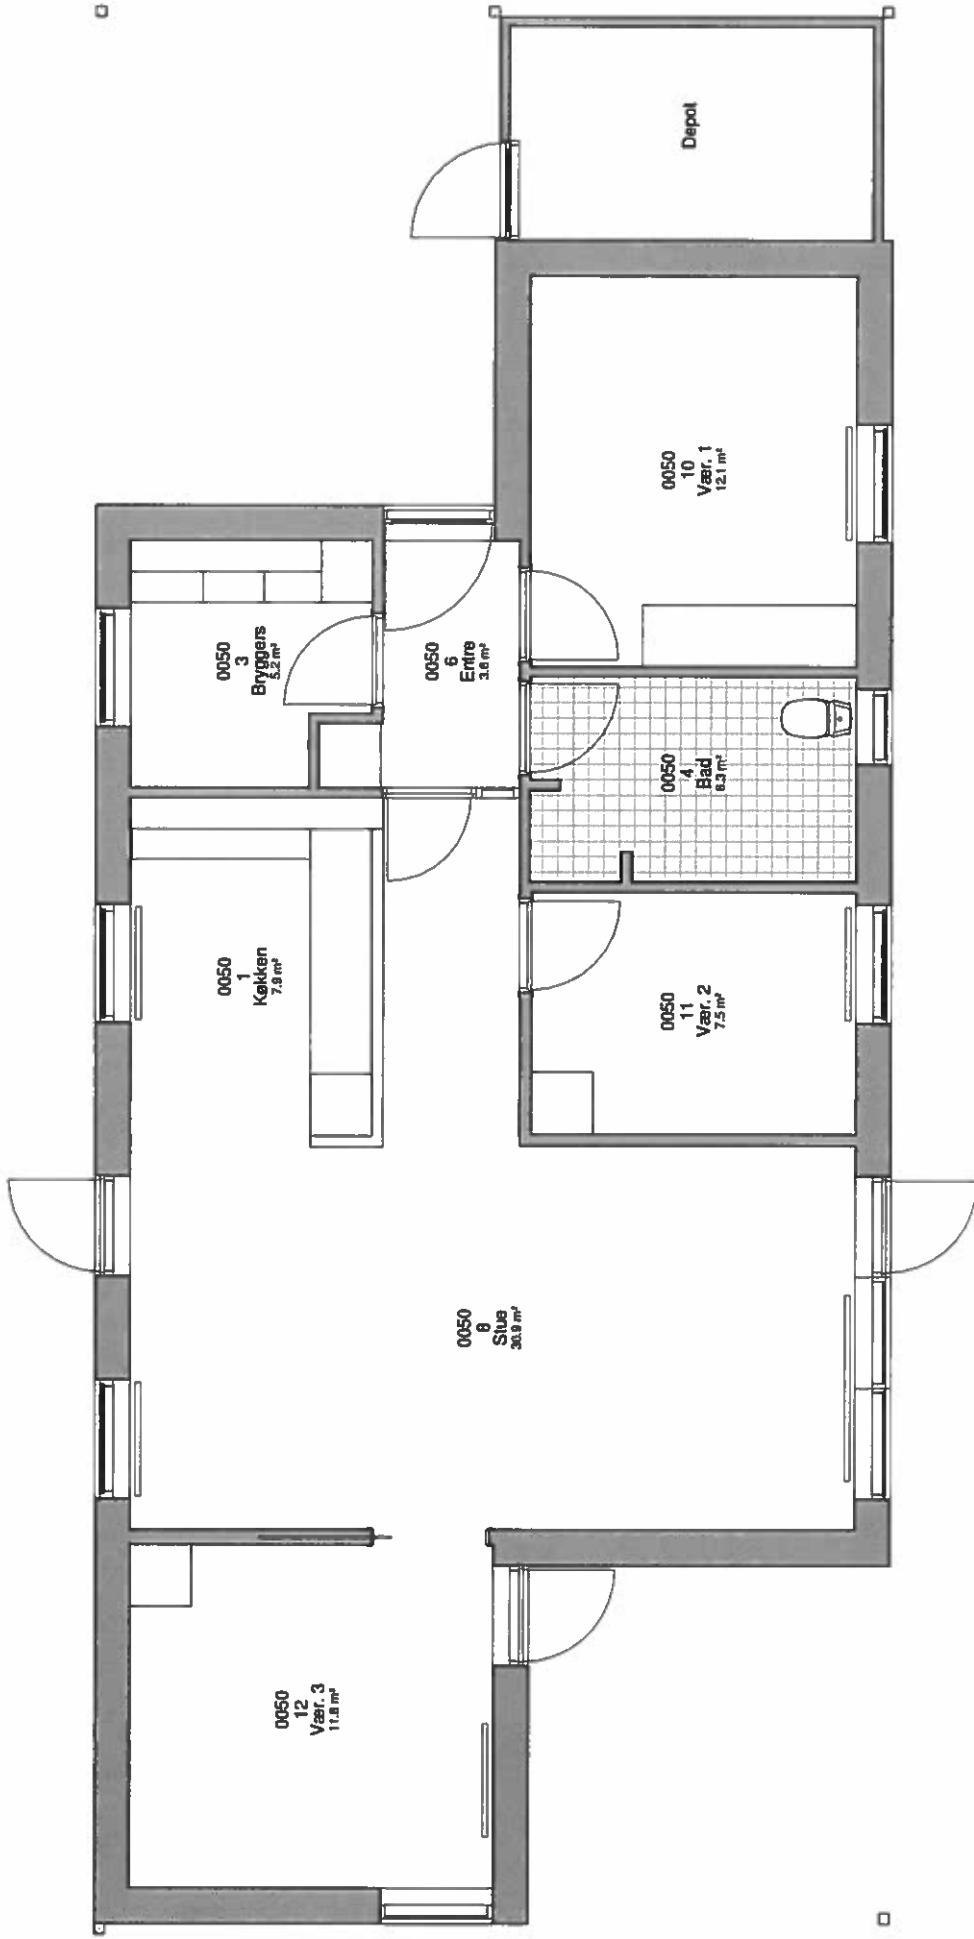 0050
12
Vær. 3
11.8 m²
0050
1
Køkken
7.9 m²
0050
3
Bryggers
5.2 m²
0050
6
Entre
3.6 m²
0050
8
Stue
30.9 m²
0050
11
Vær. 2
7.5 m²
0050
4
Bad
6.3 m²
0050
10
Vær. 1
12.1 m²
Depot